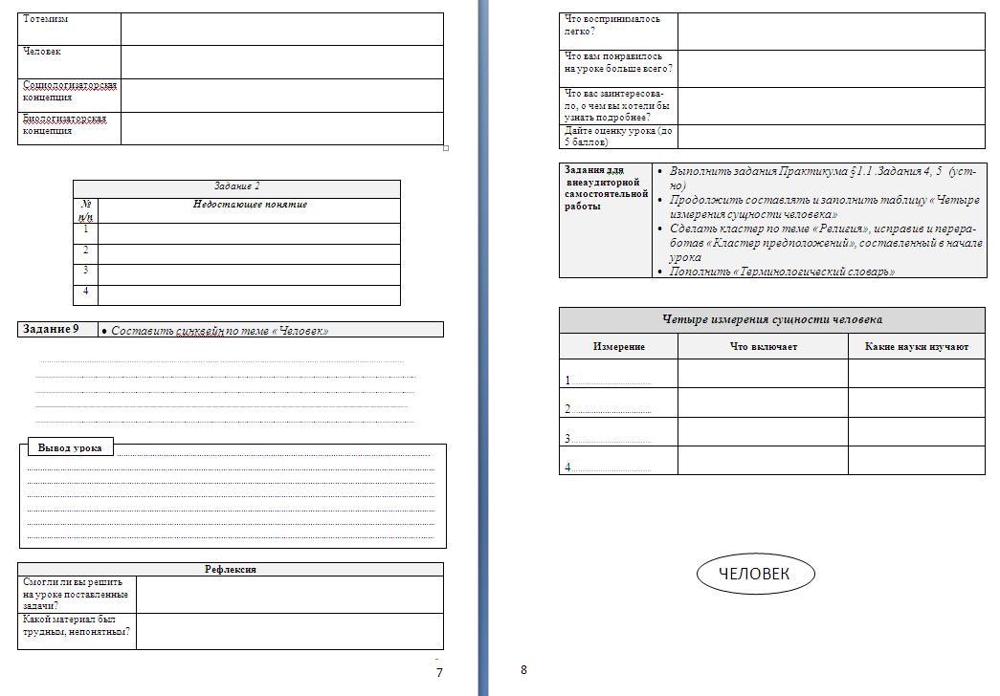 Тотемизм
Человек
Социологизаторская
концепция
Биологизаторская
концепция
Задание 2
№
п/п
Недостающее понятие
1
2
3
4
Задание 9
• Составить синквейн по теме «Человек»
Вывод урока
Рефлексия
Смогли ли вы решить
на уроке поставленные
задачи?
Какой материал был
трудным, непонятным?
7
Что воспринималось
легко?
Что вам понравилось
на уроке больше всего?
Что вас заинтересова-
ло, о чем вы хотели бы
узнать подробнее?
Дайте оценку урока (до
5 баллов)
Задания для
внеаудиторной
самостоятельной
работы
• Выполнить задания Практикума §1.1 .Задания 4, 5 (уст-
но)
• Продолжить составлять и заполнить таблицу «Четыре
измерения сущности человека»
• Сделать кластер по теме «Религия», исправив и перера-
ботав «Кластер предположений», составленный в начале
урока
• Пополнить «Терминологический словарь»
Четыре измерения сущности человека
Измерение
Что включает
Какие науки изучают
1
2
3
4
ЧЕЛОВЕК
8